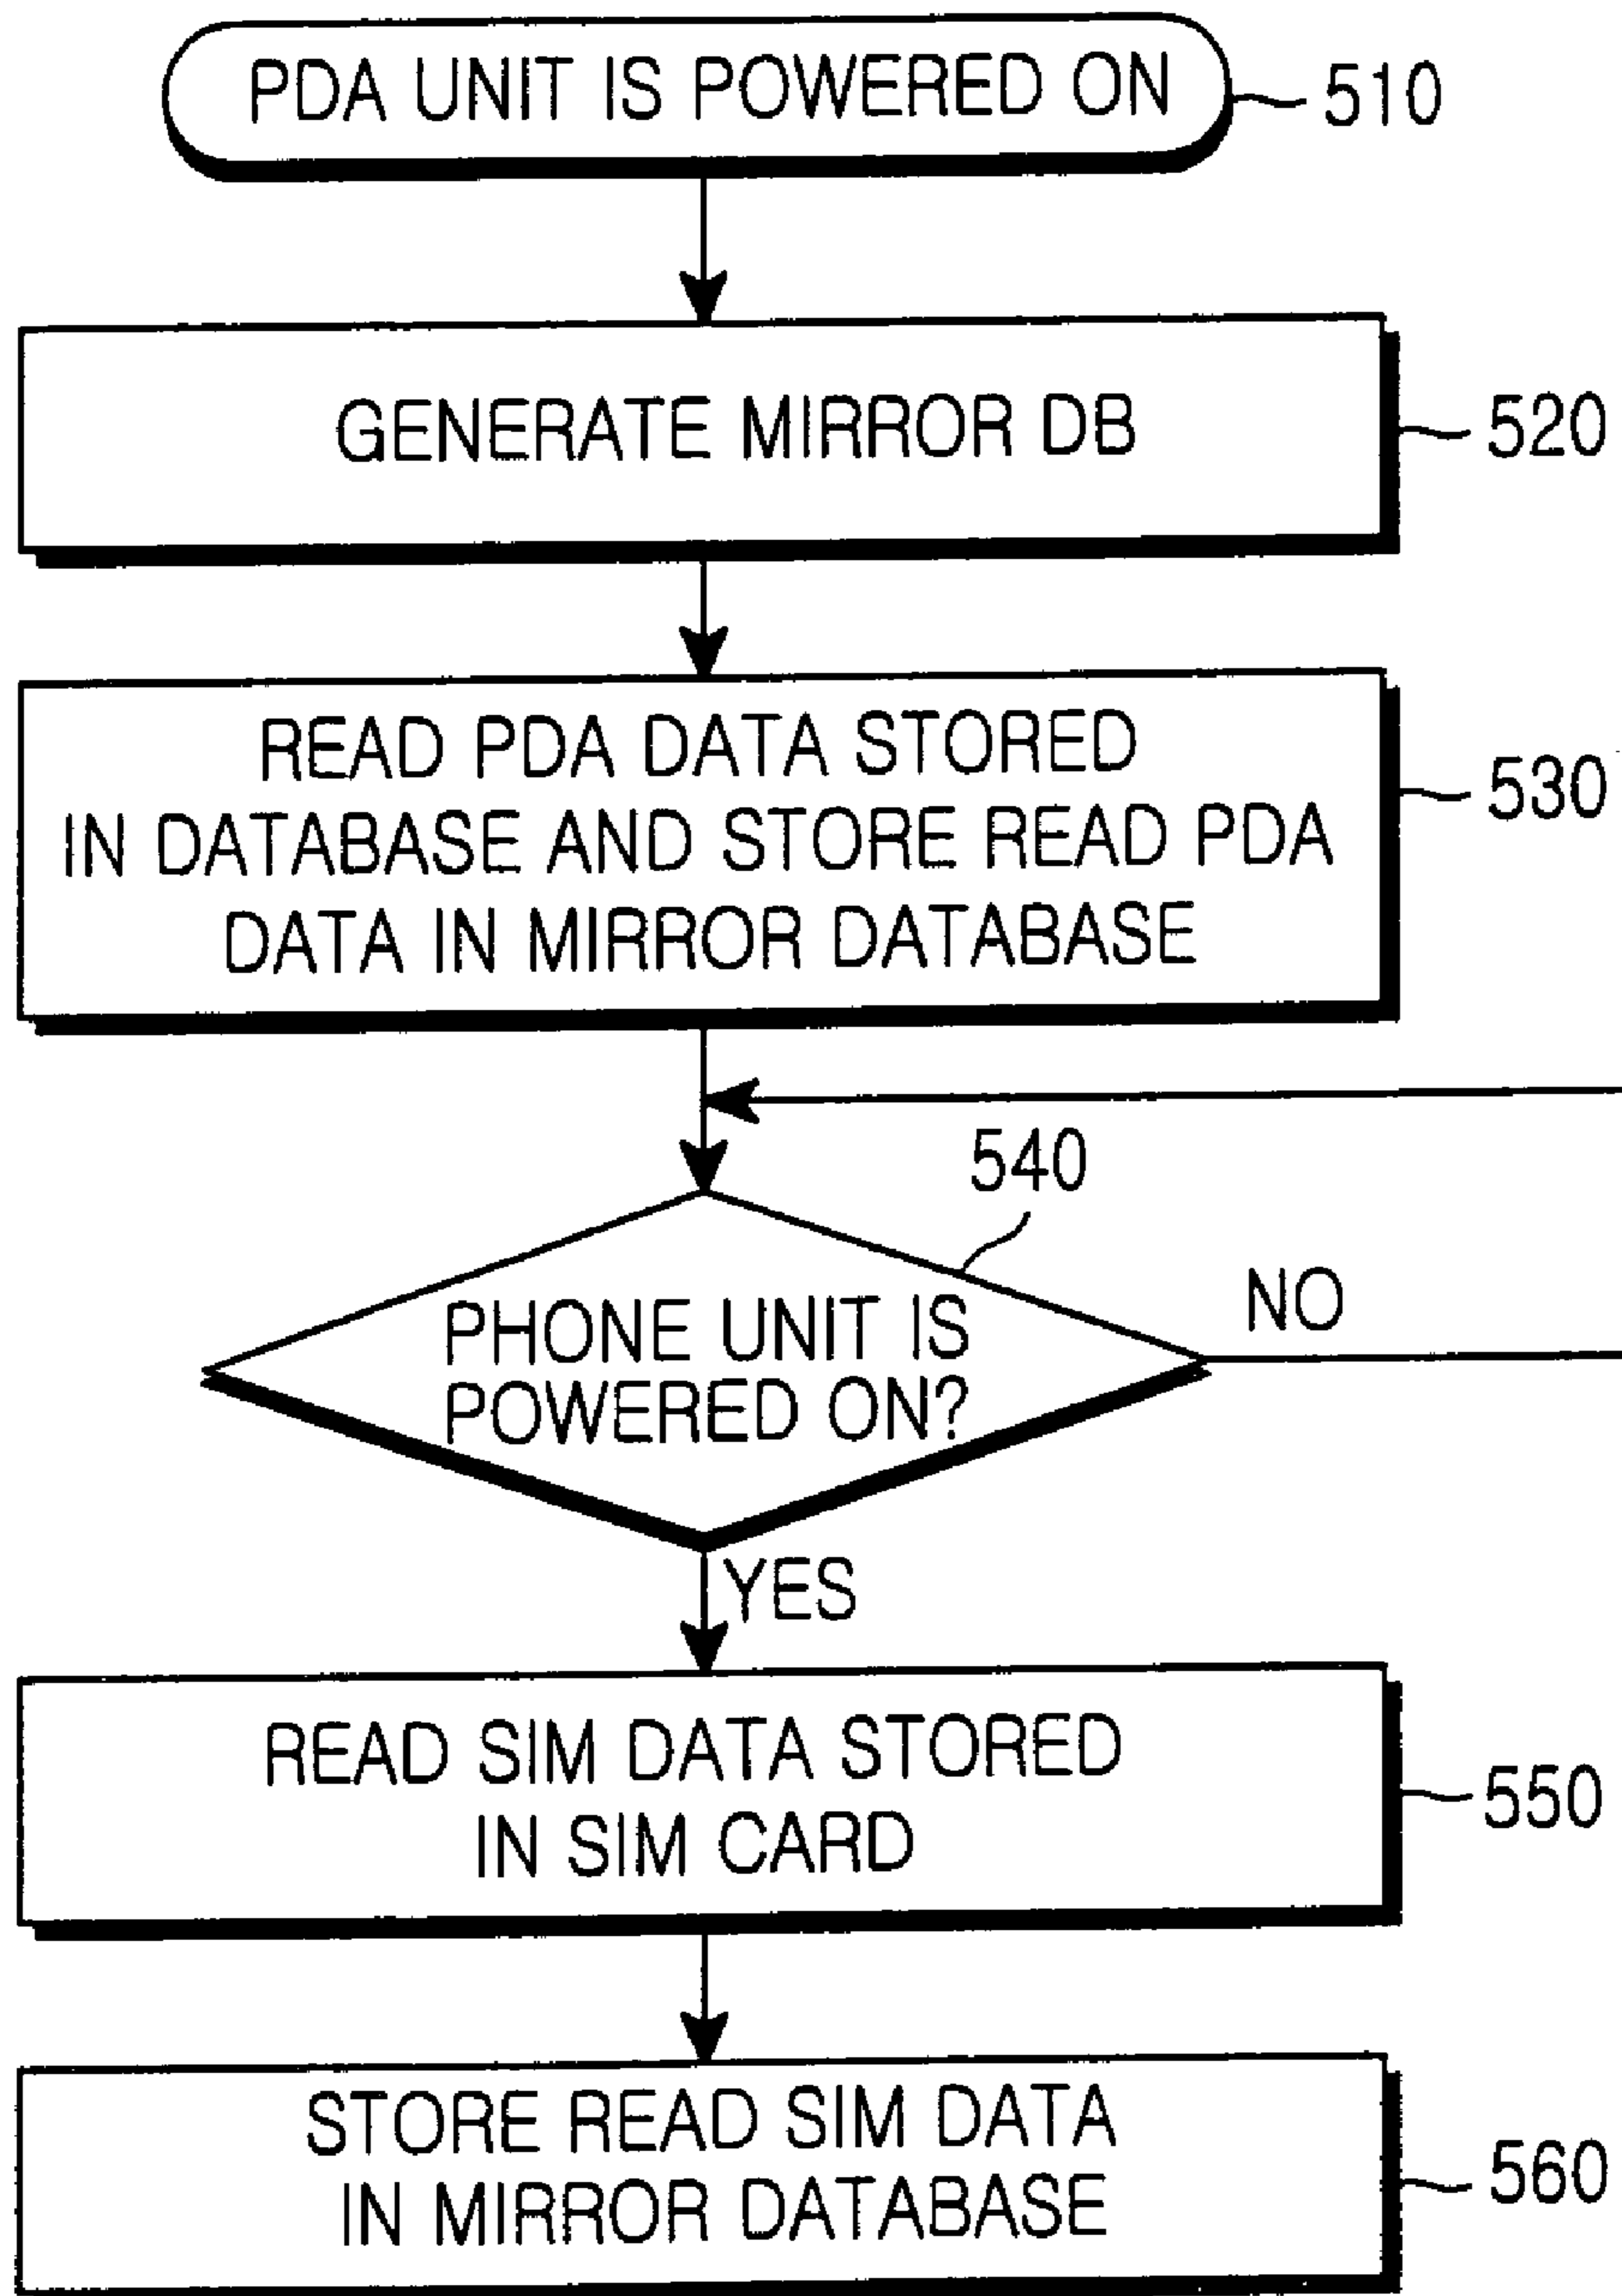 PDA UNIT IS POWERED ON
510
GENERATE MIRROR DB
520
READ PDA DATA STORED
IN DATABASE AND STORE READ PDA
DATA IN MIRROR DATABASE
530
540
PHONE UNIT IS
POWERED ON?
NO
YES
READ SIM DATA STORED
IN SIM CARD
550
STORE READ SIM DATA
IN MIRROR DATABASE
560